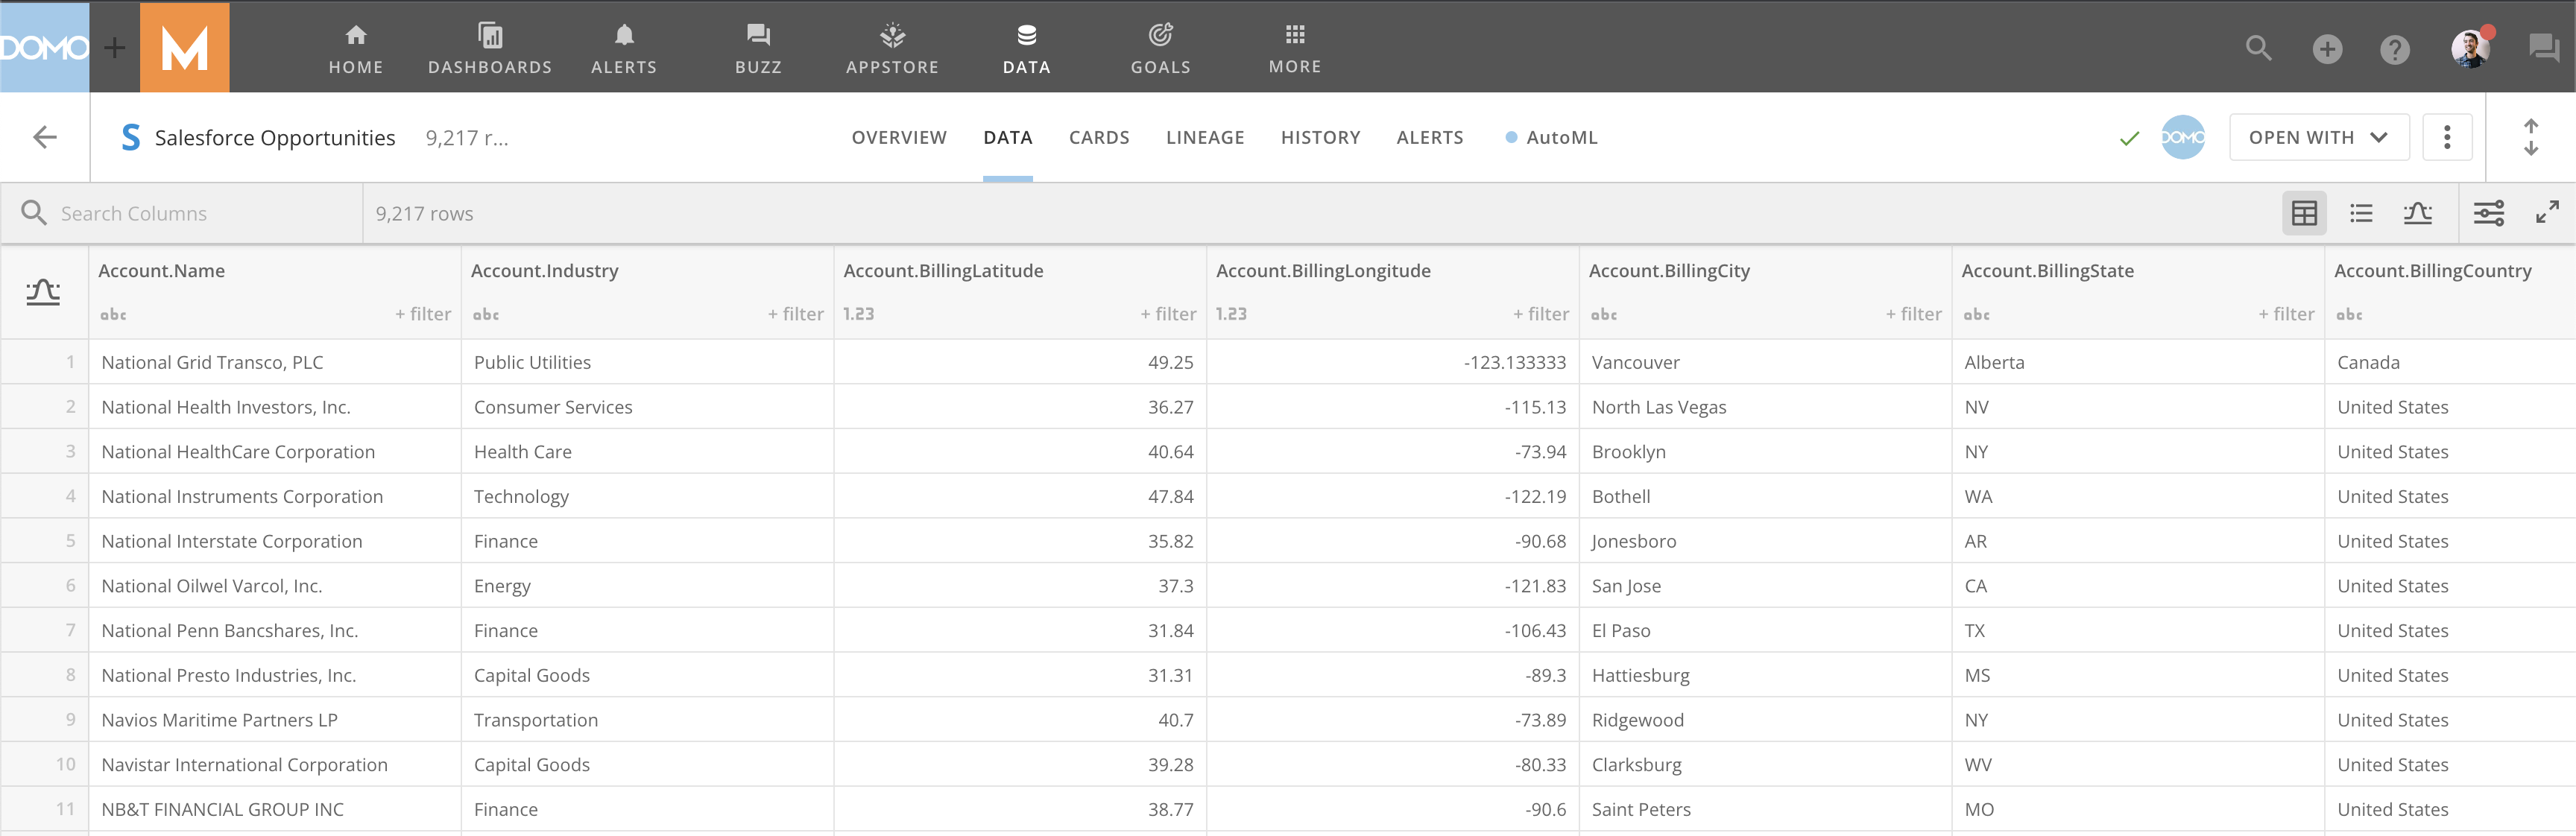 DOMO + M HOME DASHBOARDS ALERTS BUZZ APPSTORE DATA GOALS MORE
S Salesforce Opportunities 9,217 r... OVERVIEW DATA CARDS LINEAGE HISTORY ALERTS AutoML DOMO OPEN WITH
Search Columns 9,217 rows
Account.Name Account.Industry Account.BillingLatitude Account.BillingLongitude Account.BillingCity Account.BillingState Account.BillingCountry
abc + filter abc + filter 1.23 + filter 1.23 + filter abc + filter abc + filter abc
1 National Grid Transco, PLC Public Utilities 49.25 -123.133333 Vancouver Alberta Canada
2 National Health Investors, Inc. Consumer Services 36.27 -115.13 North Las Vegas NV United States
3 National HealthCare Corporation Health Care 40.64 -73.94 Brooklyn NY United States
4 National Instruments Corporation Technology 47.84 -122.19 Bothell WA United States
5 National Interstate Corporation Finance 35.82 -90.68 Jonesboro AR United States
6 National Oilwel Varcol, Inc. Energy 37.3 -121.83 San Jose CA United States
7 National Penn Bancshares, Inc. Finance 31.84 -106.43 El Paso TX United States
8 National Presto Industries, Inc. Capital Goods 31.31 -89.3 Hattiesburg MS United States
9 Navios Maritime Partners LP Transportation 40.7 -73.89 Ridgewood NY United States
10 Navistar International Corporation Capital Goods 39.28 -80.33 Clarksburg WV United States
11 NB&T FINANCIAL GROUP INC Finance 38.77 -90.6 Saint Peters MO United States